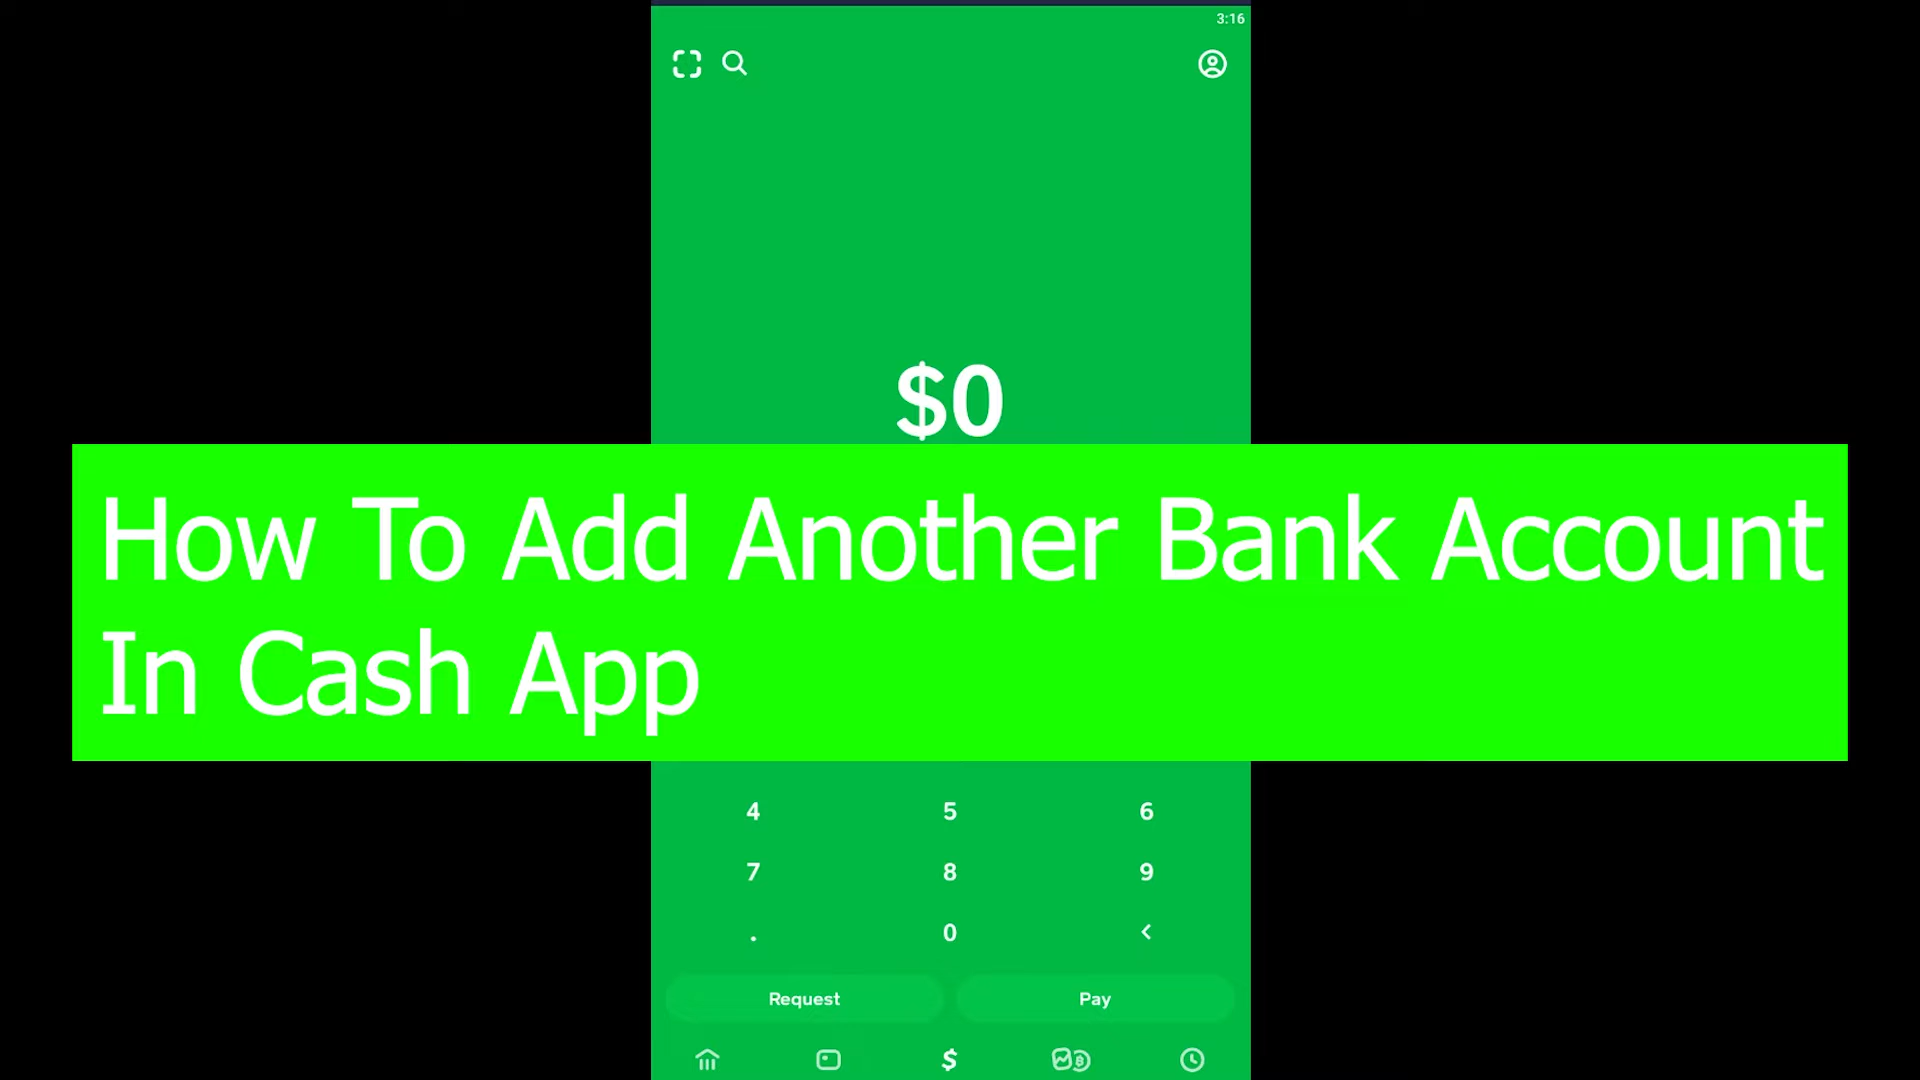 3:16
$0
How To Add Another Bank Account
In Cash App
4 5 6
7 8 9
. 0 <
Request Pay
$